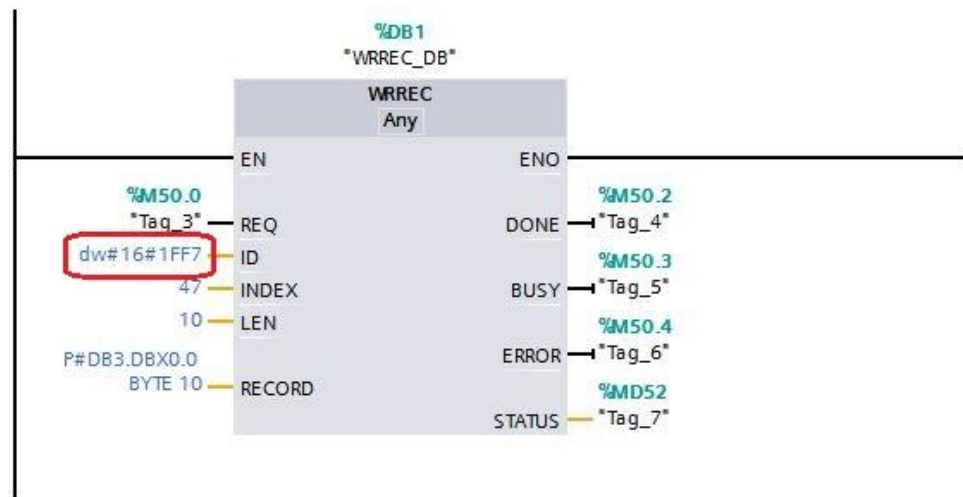 %DB1
"WRREC_DB"
WRREC
Any
EN
ENO
%M50.0
"Tag_3"
REQ
%M50.2
DONE
"Tag_4"
dw#16#1FF7
ID
%M50.3
47
INDEX
BUSY
"Tag_5"
10
LEN
%M50.4
ERROR
"Tag_6"
P#DB3.DBX0.0
BYTE 10
RECORD
%MD52
STATUS
"Tag_7"